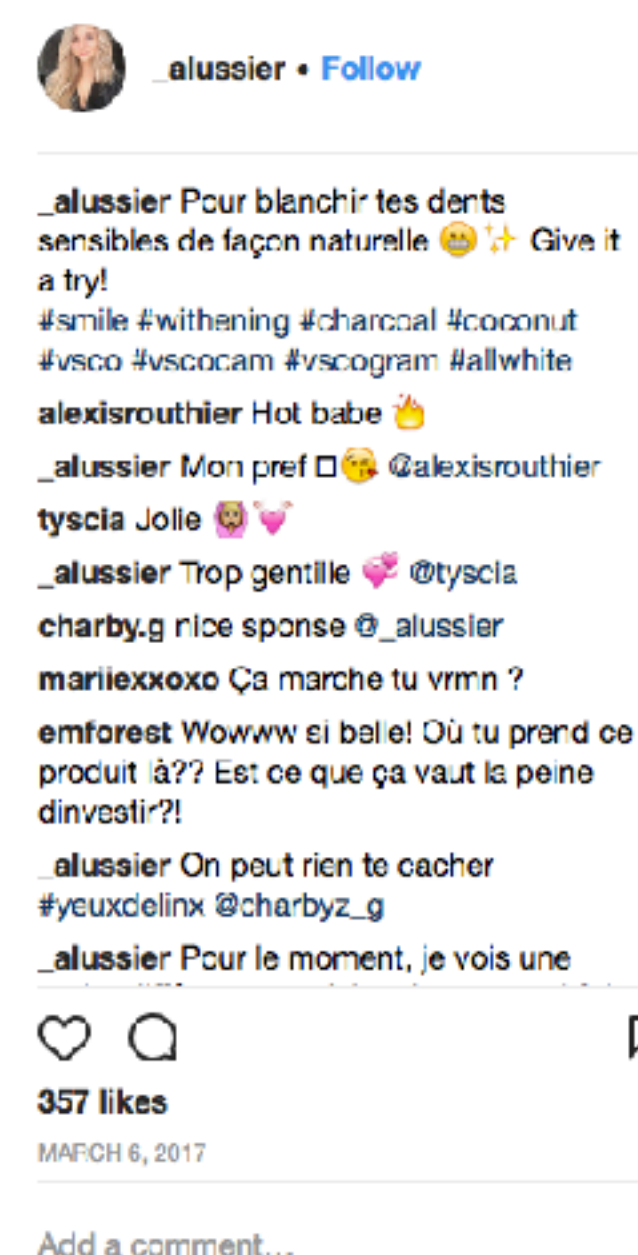 _alussier • Follow
_alussier Pour blanchir tes dents
sensibles de façon naturelle 😬✨ Give it
a try!
#smile #withening #charcoal #coconut
#vsco #vscocam #vscogram #allwhite
alexisrouthier Hot babe 🔥
_alussier Mon pref □😘 @alexisrouthier
tyscia Jolie 🙆🏼💓
_alussier Trop gentille 💞 @tyscia
charby.g nice sponse @_alussier
mariiexxoxo Ça marche tu vrmn ?
emforest Wowww si belle! Où tu prend ce
produit là?? Est ce que ça vaut la peine
dinvestir?!
_alussier On peut rien te cacher
#yeuxdelinx @charbyz_g
_alussier Pour le moment, je vois une
357 likes
MARCH 6, 2017
Add a comment...